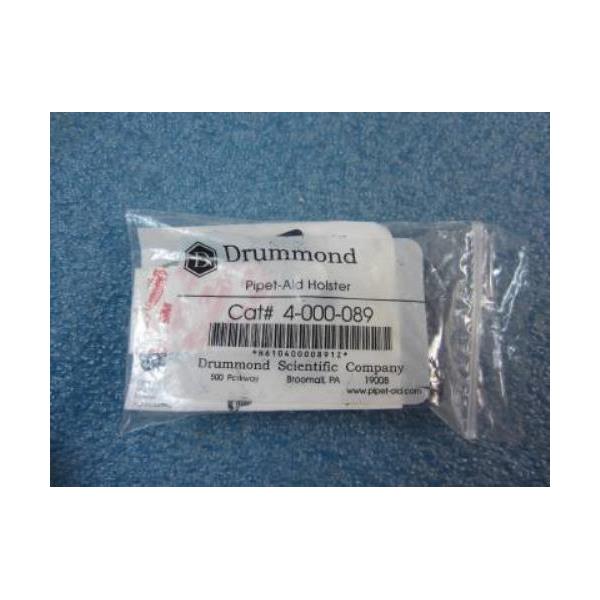 D Drummond
Pipet-Aid Holster
Cat# 4-000-089
Drummond Scientific Company
500 Parkway Broomall, PA 19008
www.pipet-aid.com